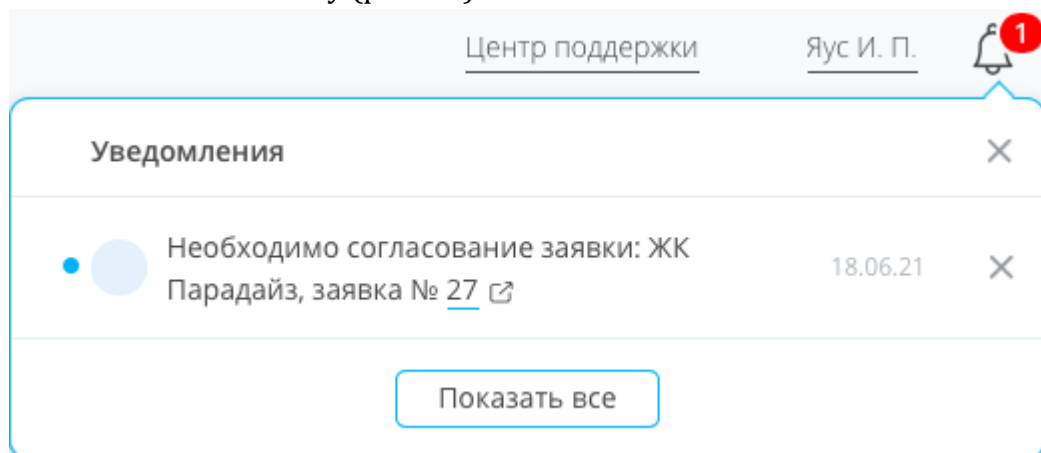 Центр поддержки Яус И. П. 1
Уведомления
Необходимо согласование заявки: ЖК
Парадайз, заявка № 27
18.06.21
Показать все